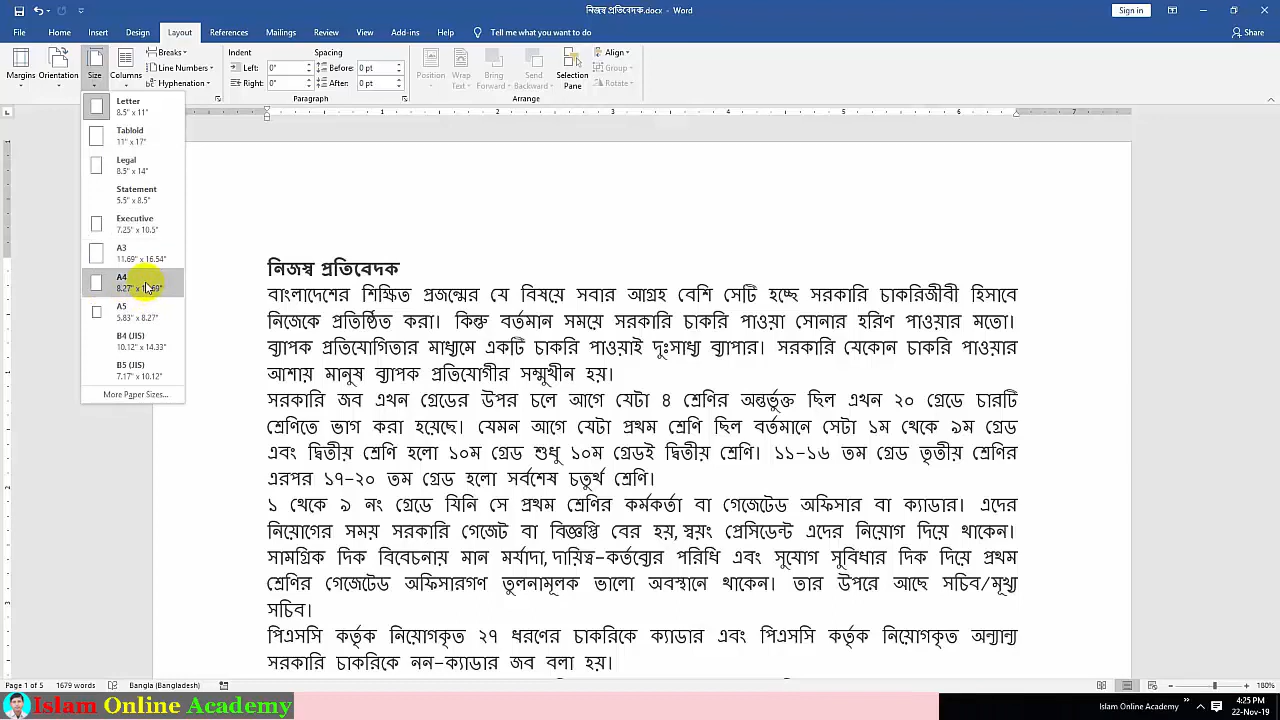 নিজস্ব প্রতিবেদক.docx - Word
Sign in
File Home Insert Design Layout References Mailings Review View Add-ins Help Tell me what you want to do Share
Margins Orientation Size Columns
Breaks
Line Numbers
Hyphenation
Indent Spacing
Left: 0" Before: 0 pt
Right: 0" After: 0 pt
Paragraph
Position Wrap Text Bring Forward Send Backward Selection Pane
Align
Group
Rotate
Arrange
Letter
8.5" x 11"
Tabloid
11" x 17"
Legal
8.5" x 14"
Statement
5.5" x 8.5"
Executive
7.25" x 10.5"
A3
11.69" x 16.54"
A4
8.27" x
A5
5.83" x 8.27"
B4 (JIS)
10.12" x 14.33"
B5 (JIS)
7.17" x 10.12"
More Paper Sizes...
নিজস্ব প্রতিবেদক
বাংলাদেশের শিক্ষিত প্রজন্মের যে বিষয়ে সবার আগ্রহ বেশি সেটি হচ্ছে সরকারি চাকরিজীবী হিসাবে
নিজেকে প্রতিষ্ঠিত করা। কিন্তু বর্তমান সময়ে সরকারি চাকরি পাওয়া সোনার হরিণ পাওয়ার মতো।
ব্যাপক প্রতিযোগিতার মাধ্যমে একটি চাকরি পাওয়াই দুঃসাধ্য ব্যাপার। সরকারি যেকোন চাকরি পাওয়ার
আশায় মানুষ ব্যাপক প্রতিযোগীর সন্মুখীন হয়।
সরকারি জব এখন গ্রেডের উপর চলে আগে যেটা ৪ শ্রেণির অন্তর্ভুক্ত ছিল এখন ২০ গ্রেডে চারটি
শ্রেণিতে ভাগ করা হয়েছে। যেমন আগে যেটা প্রথম শ্রেণি ছিল বর্তমানে সেটা ১ম থেকে ৯ম গ্রেড
এবং দ্বিতীয় শ্রেণি হলো ১০ম গ্রেড শুধু ১০ম গ্রেডই দ্বিতীয় শ্রেণি। ১১-১৬ তম গ্রেড তৃতীয় শ্রেণির
এরপর ১৭-২০ তম গ্রেড হলো সর্বশেষ চতুর্থ শ্রেণি।
১ থেকে ৯ নং গ্রেডে যিনি সে প্রথম শ্রেণির কর্মকর্তা বা গেজেটেড অফিসার বা ক্যাডার। এদের
নিয়োগের সময় সরকারি গেজেট বা বিজ্ঞপ্তি বের হয়, স্বয়ং প্রেসিডেন্ট এদের নিয়োগ দিয়ে থাকেন।
সামগ্রিক দিক বিবেচনায় মান মর্যাদা, দায়িত্ব-কর্তব্যের পরিধি এবং সুযোগ সুবিধার দিক দিয়ে প্রথম
শ্রেণির গেজেটেড অফিসারগণ তুলনামূলক ভালো অবস্থানে থাকেন। তার উপরে আছে সচিব/মূখ্য
সচিব।
পিএসসি কর্তৃক নিয়োগকৃত ২৭ ধরণের চাকরিকে ক্যাডার এবং পিএসসি কর্তৃক নিয়োগকৃত অন্যান্য
সরকারি চাকরিকে নন-ক্যাডার জব বলা হয়।
Page 1 of 5 1679 words Bangla (Bangladesh) 180%
Islam Online Academy
Islam Online Academy
4:25 PM
22-Nov-19